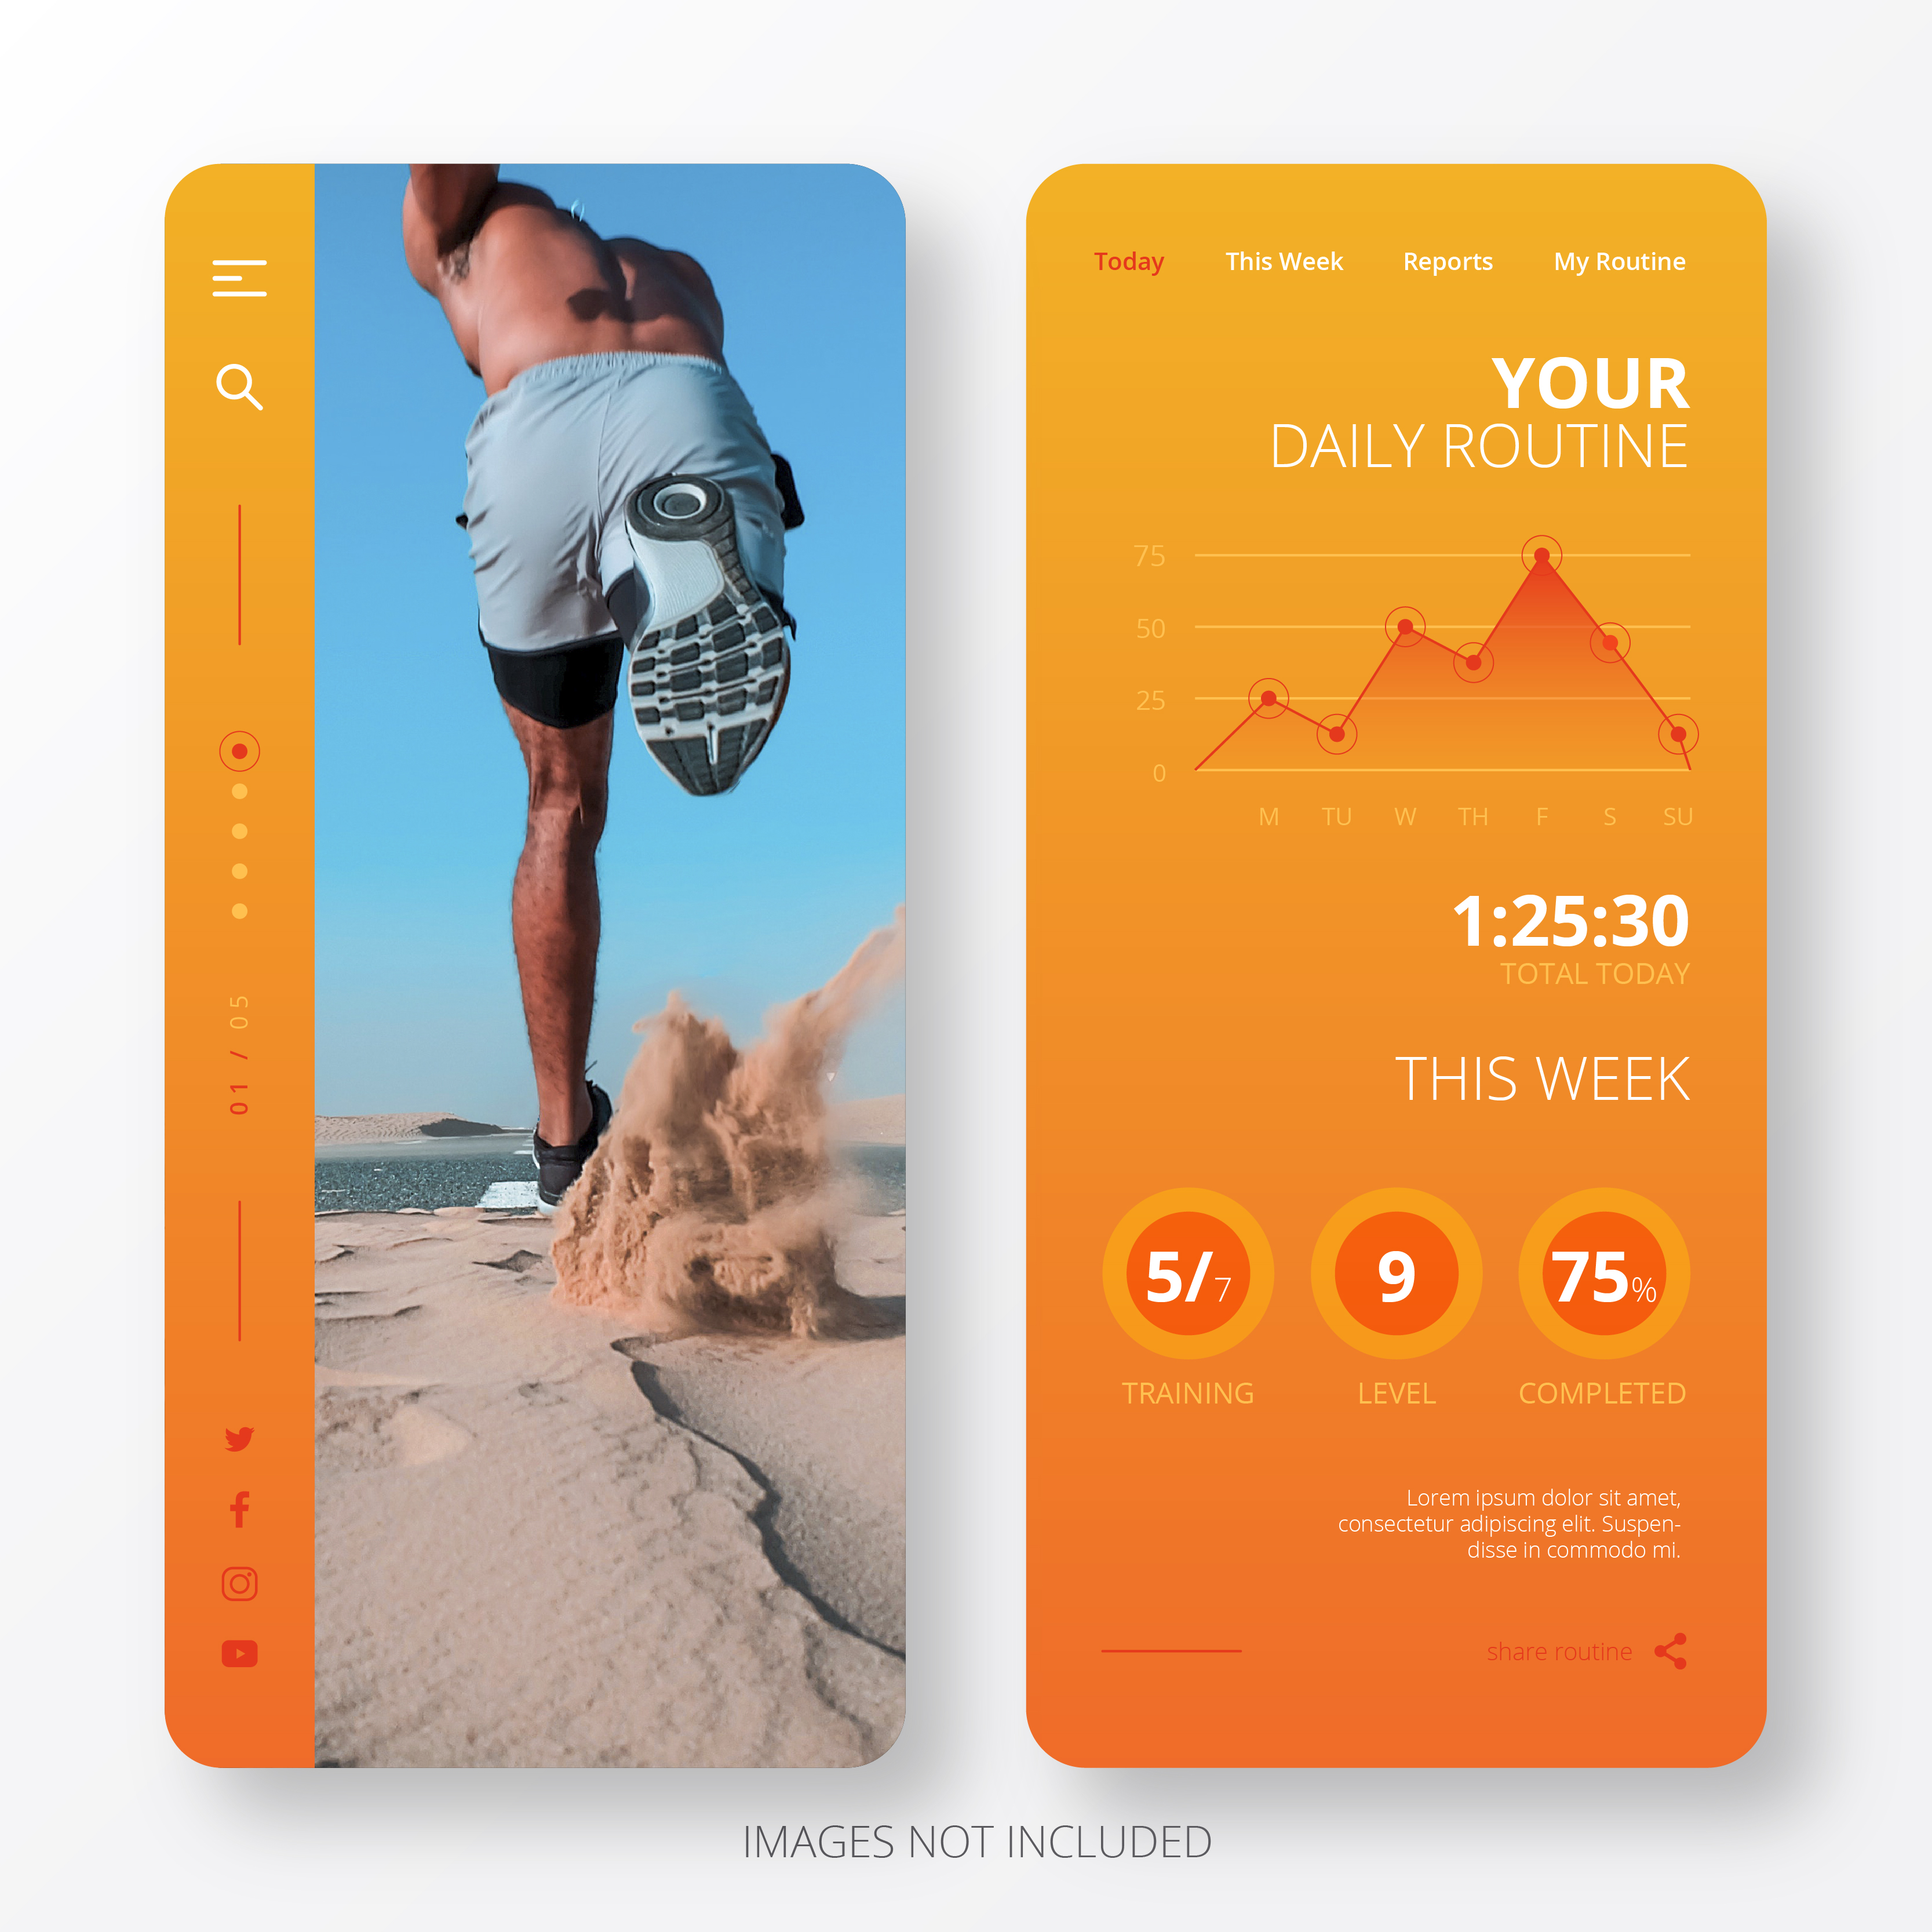 01 / 05
Today This Week Reports My Routine
YOUR
DAILY ROUTINE
75
50
25
0
M TU W TH F S SU
1:25:30
TOTAL TODAY
THIS WEEK
5/7 9 75%
TRAINING LEVEL COMPLETED
Lorem ipsum dolor sit amet,
consectetur adipiscing elit. Suspen-
disse in commodo mi.
share routine
IMAGES NOT INCLUDED